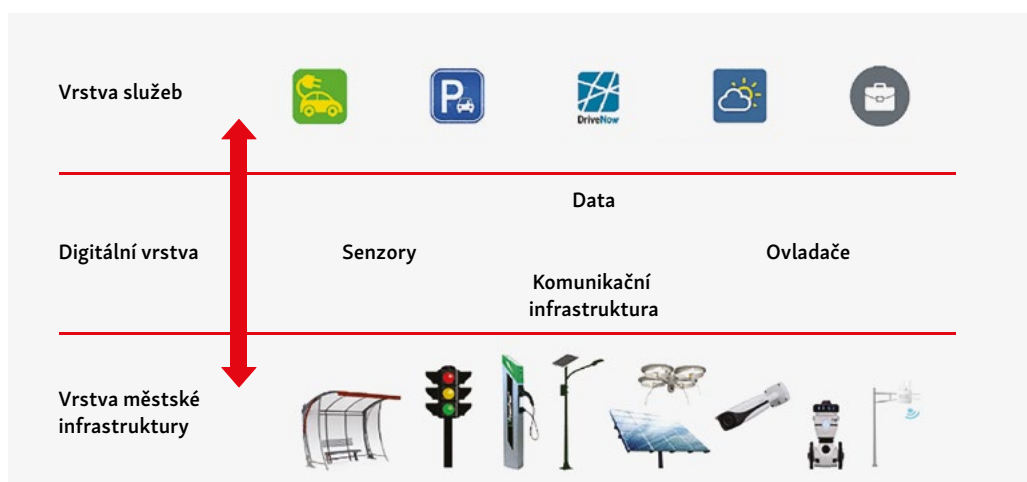 Vrstva služeb
P
DriveNow
Data
Digitální vrstva
Senzory
Ovladače
Komunikační
infrastruktura
Vrstva městské
infrastruktury